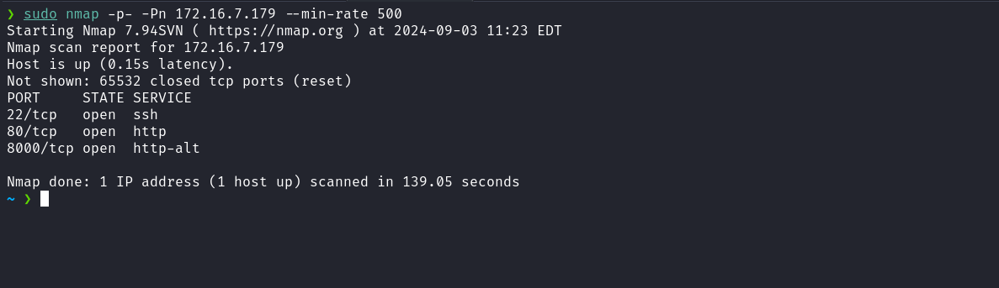 ❯ sudo nmap -p- -Pn 172.16.7.179 --min-rate 500
Starting Nmap 7.94SVN ( https://nmap.org ) at 2024-09-03 11:23 EDT
Nmap scan report for 172.16.7.179
Host is up (0.15s latency).
Not shown: 65532 closed tcp ports (reset)
PORT     STATE SERVICE
22/tcp   open  ssh
80/tcp   open  http
8000/tcp open  http-alt

Nmap done: 1 IP address (1 host up) scanned in 139.05 seconds
~ ❯